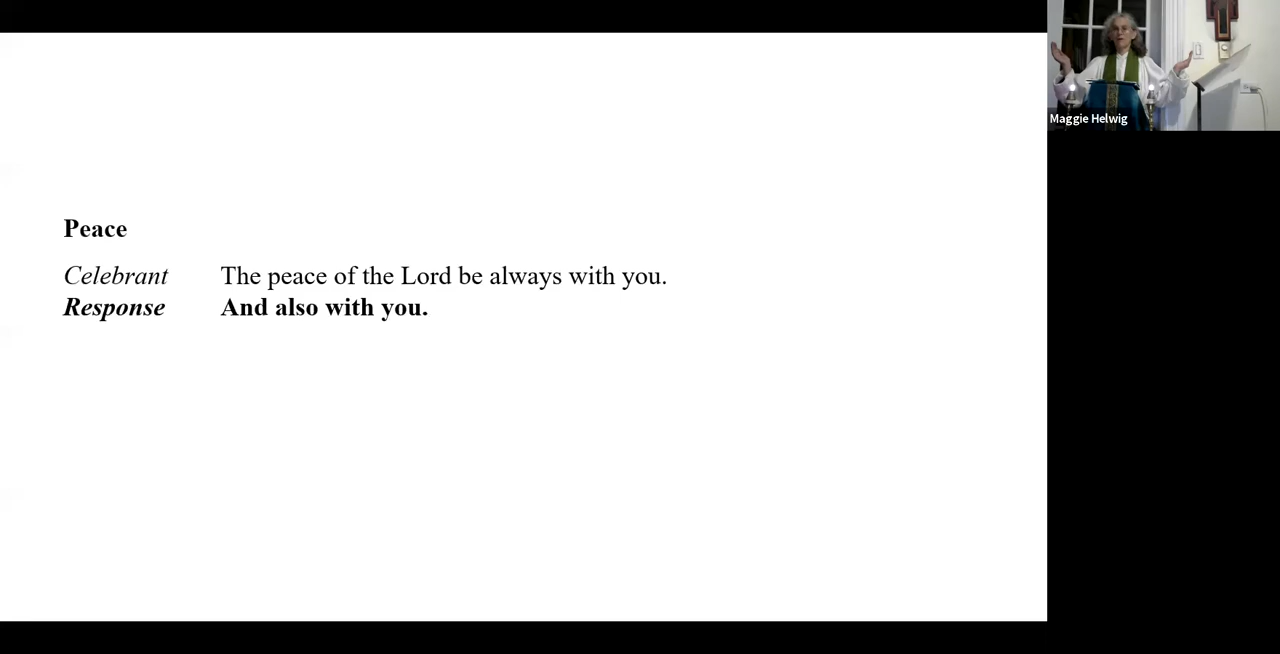 Peace
Celebrant The peace of the Lord be always with you.
Response And also with you.
Maggie Helwig